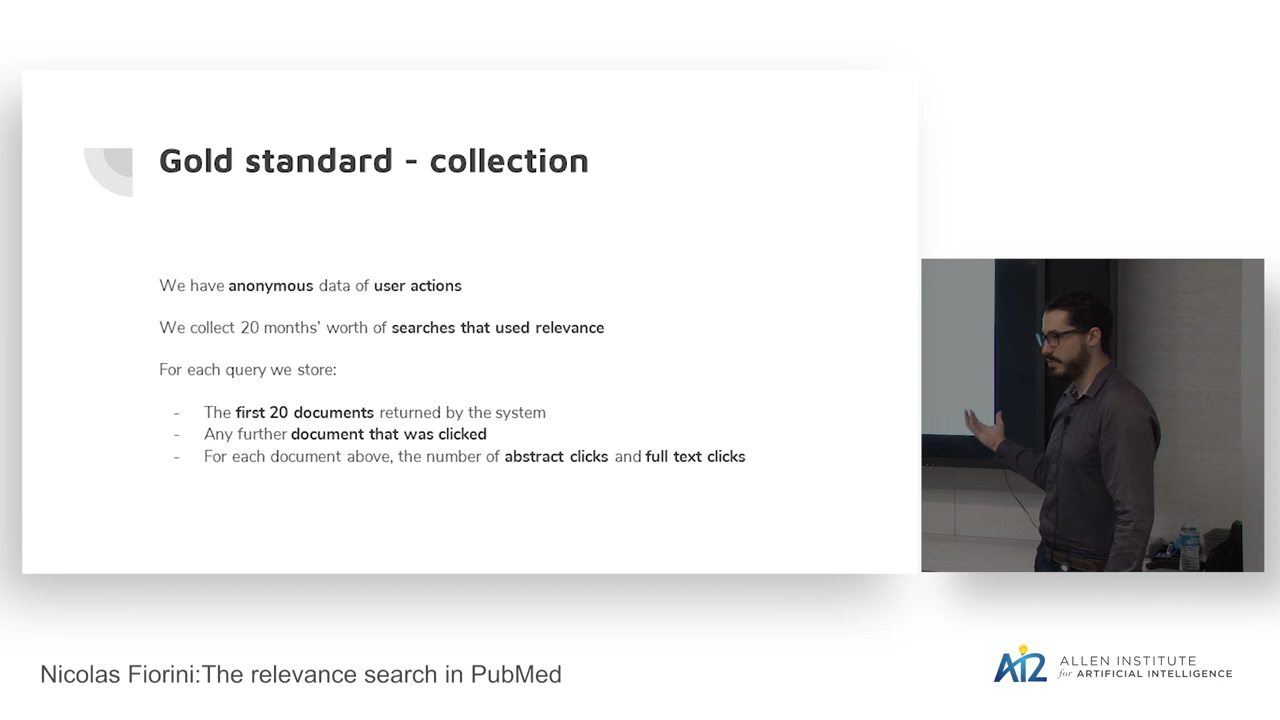 Gold standard - collection
We have anonymous data of user actions
We collect 20 months' worth of searches that used relevance
For each query we store:
- The first 20 documents returned by the system
- Any further document that was clicked
- For each document above, the number of abstract clicks and full text clicks
Nicolas Fiorini:The relevance search in PubMed
AI2
ALLEN INSTITUTE
for ARTIFICIAL INTELLIGENCE